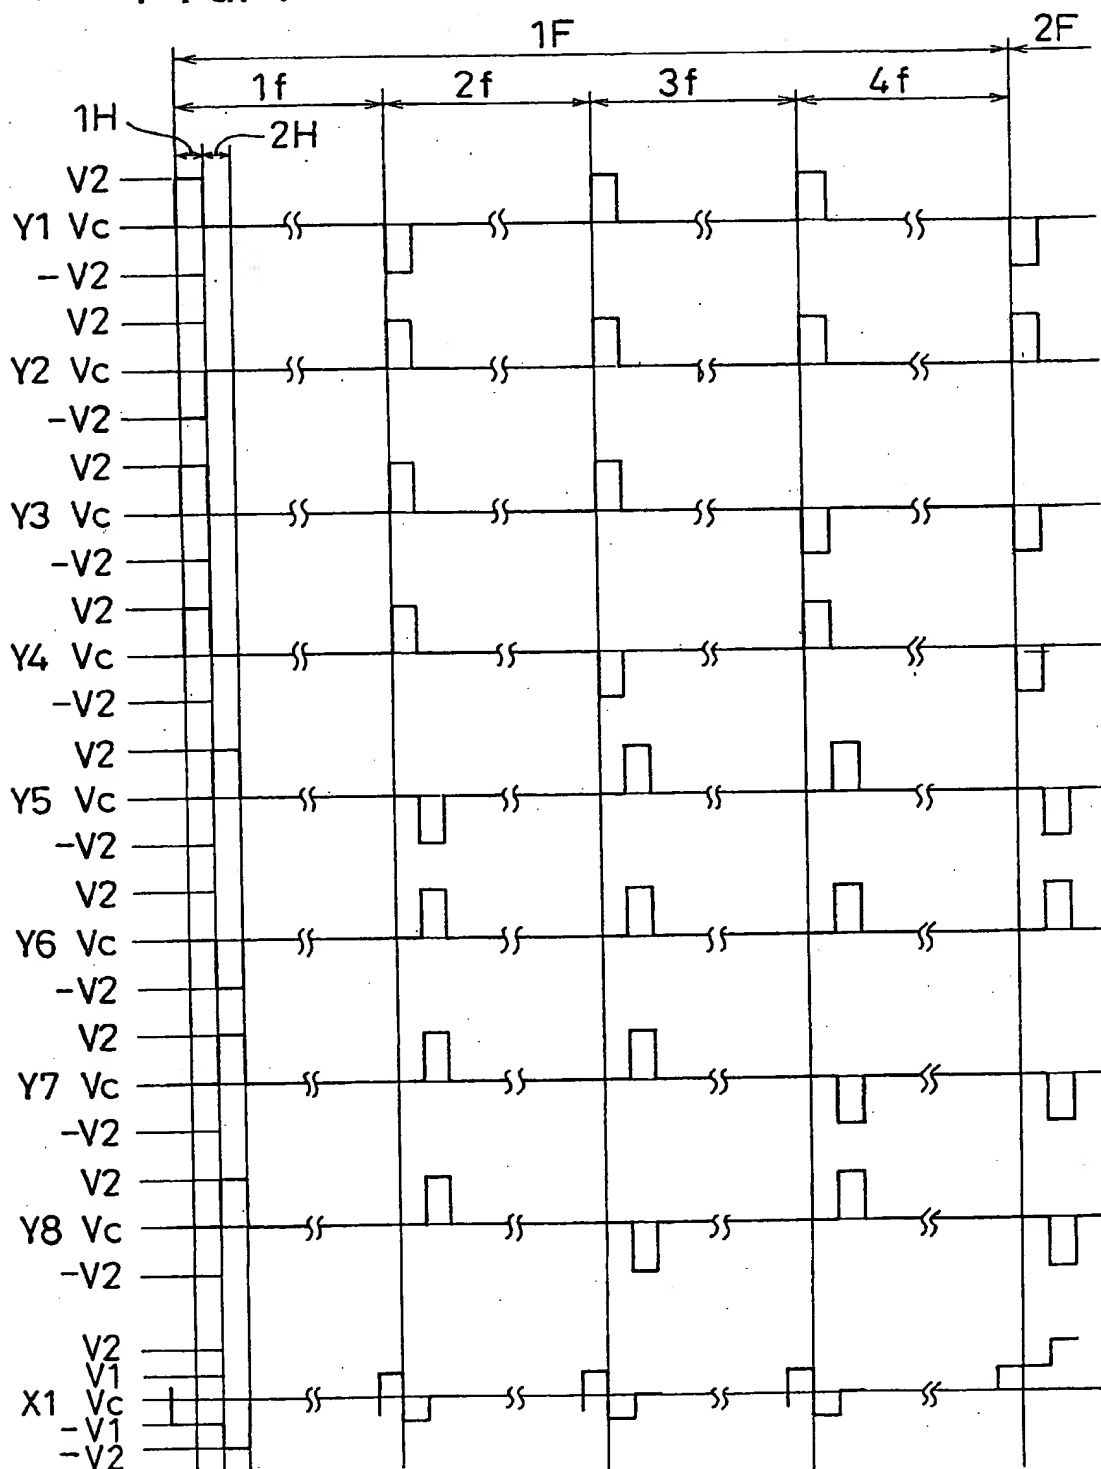 1F 2F
1f 2f 3f 4f
1H 2H
V2
Y1 Vc
-V2
V2
Y2 Vc
-V2
V2
Y3 Vc
-V2
V2
Y4 Vc
-V2
V2
Y5 Vc
-V2
V2
Y6 Vc
-V2
V2
Y7 Vc
-V2
V2
Y8 Vc
-V2
V2
V1
X1 Vc
-V1
-V2